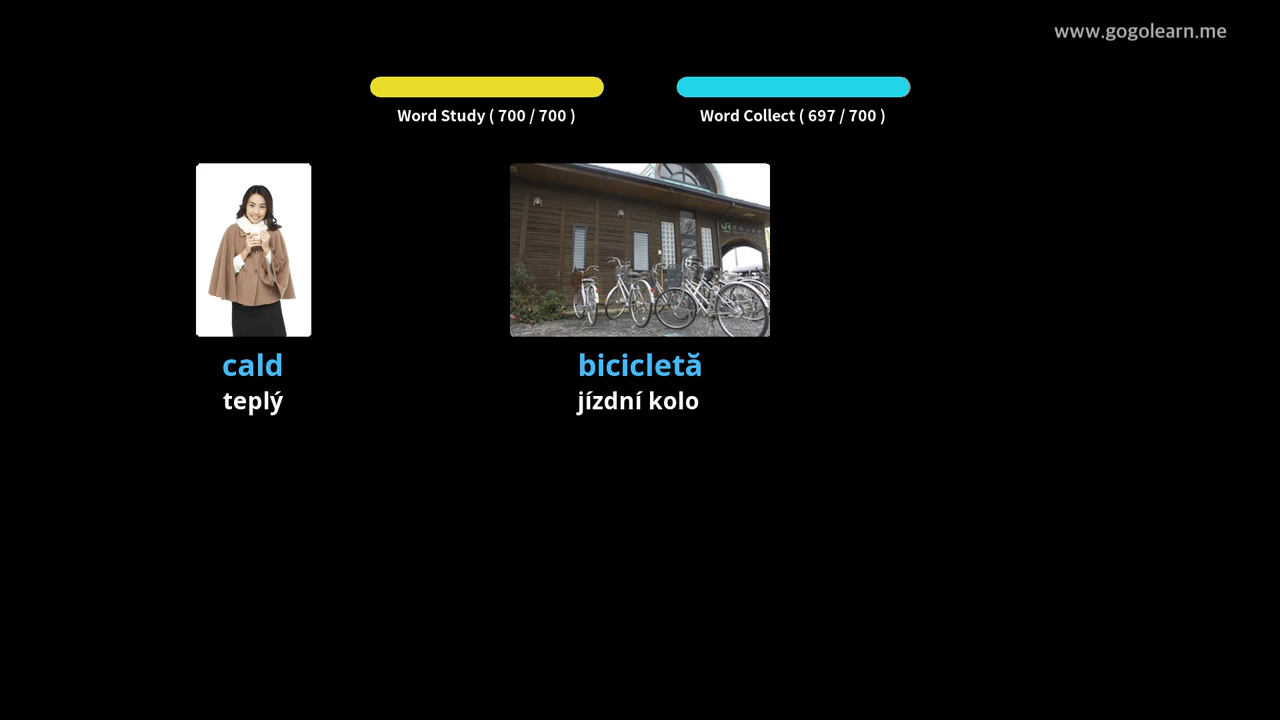 www.gogolearn.me
Word Study ( 700 / 700 )
Word Collect ( 697 / 700 )
cald
teplý
bicicletă
jízdní kolo